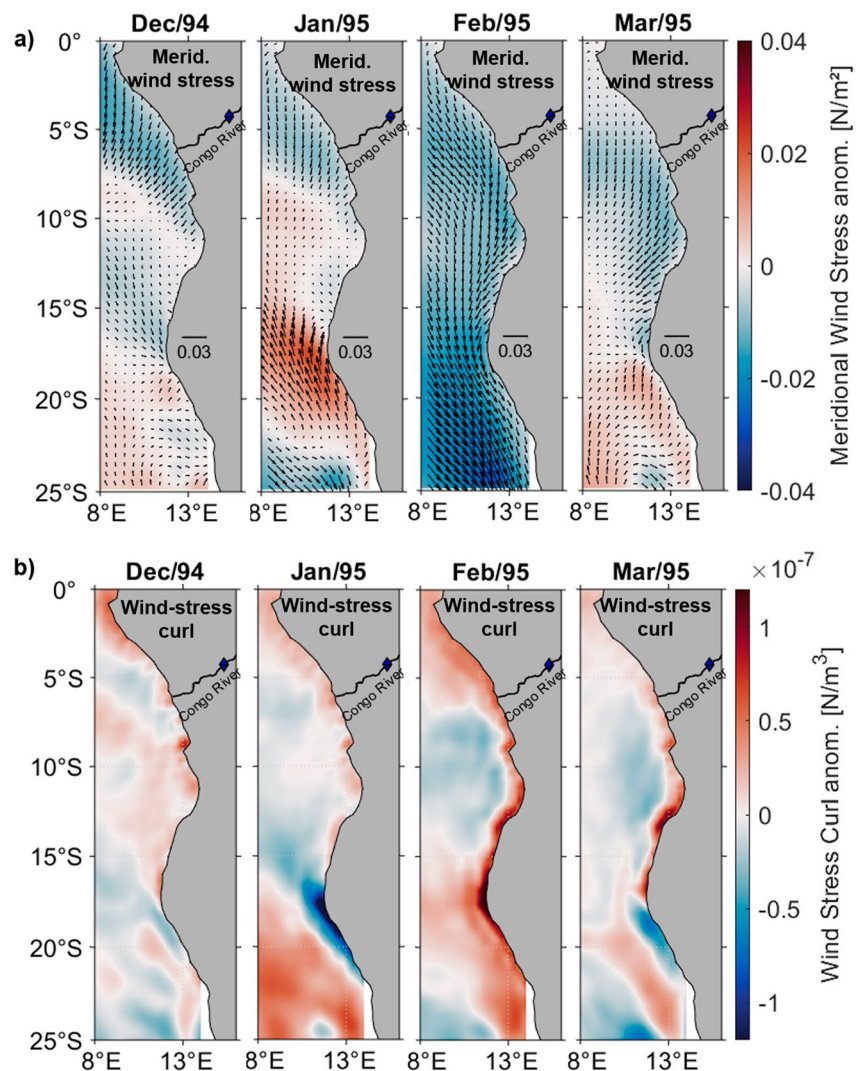 a)
Dec/94 Jan/95 Feb/95 Mar/95
0°
5°S
10°S
15°S
20°S
25°S
Merid.
wind stress
Congo River
Merid.
wind stress
Congo River
0.03
Merid.
wind stress
Congo River
0.03
Merid.
wind stress
Congo River
0.03
0.03
8°E 13°E 8°E 13°E 8°E 13°E 8°E 13°E
0.04
0.02
0
-0.02
-0.04
Meridional Wind Stress anom. [N/m²]
b)
Dec/94 Jan/95 Feb/95 Mar/95
0°
5°S
10°S
15°S
20°S
25°S
Wind-stress
curl
Congo River
Wind-stress
curl
Congo River
Wind-stress
curl
Congo River
Wind-stress
curl
Congo River
8°E 13°E 8°E 13°E 8°E 13°E 8°E 13°E
×10⁻⁷
1
0.5
0
-0.5
-1
Wind Stress Curl anom. [N/m³]